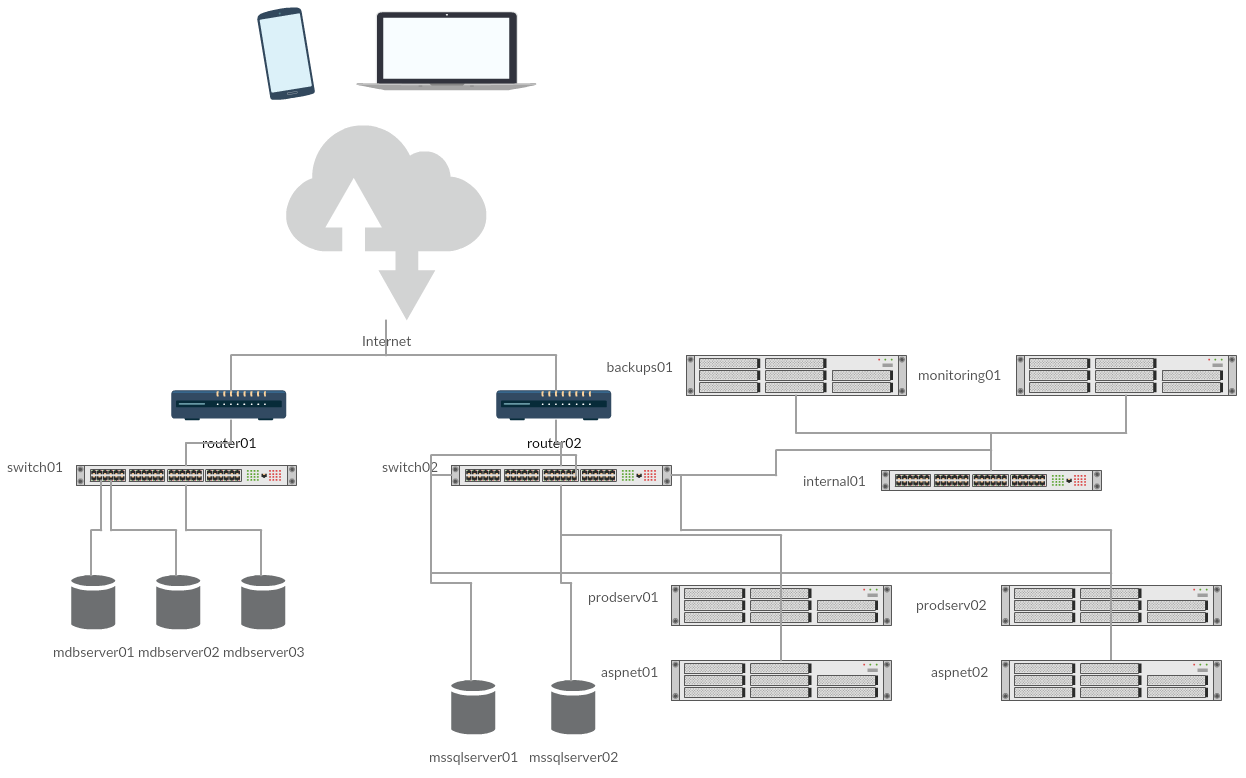 Internet
backups01
monitoring01
router01
router02
switch01
switch02
internal01
prodserv01
prodserv02
mdbserver01 mdbserver02 mdbserver03
aspnet01
aspnet02
mssqlserver01 mssqlserver02